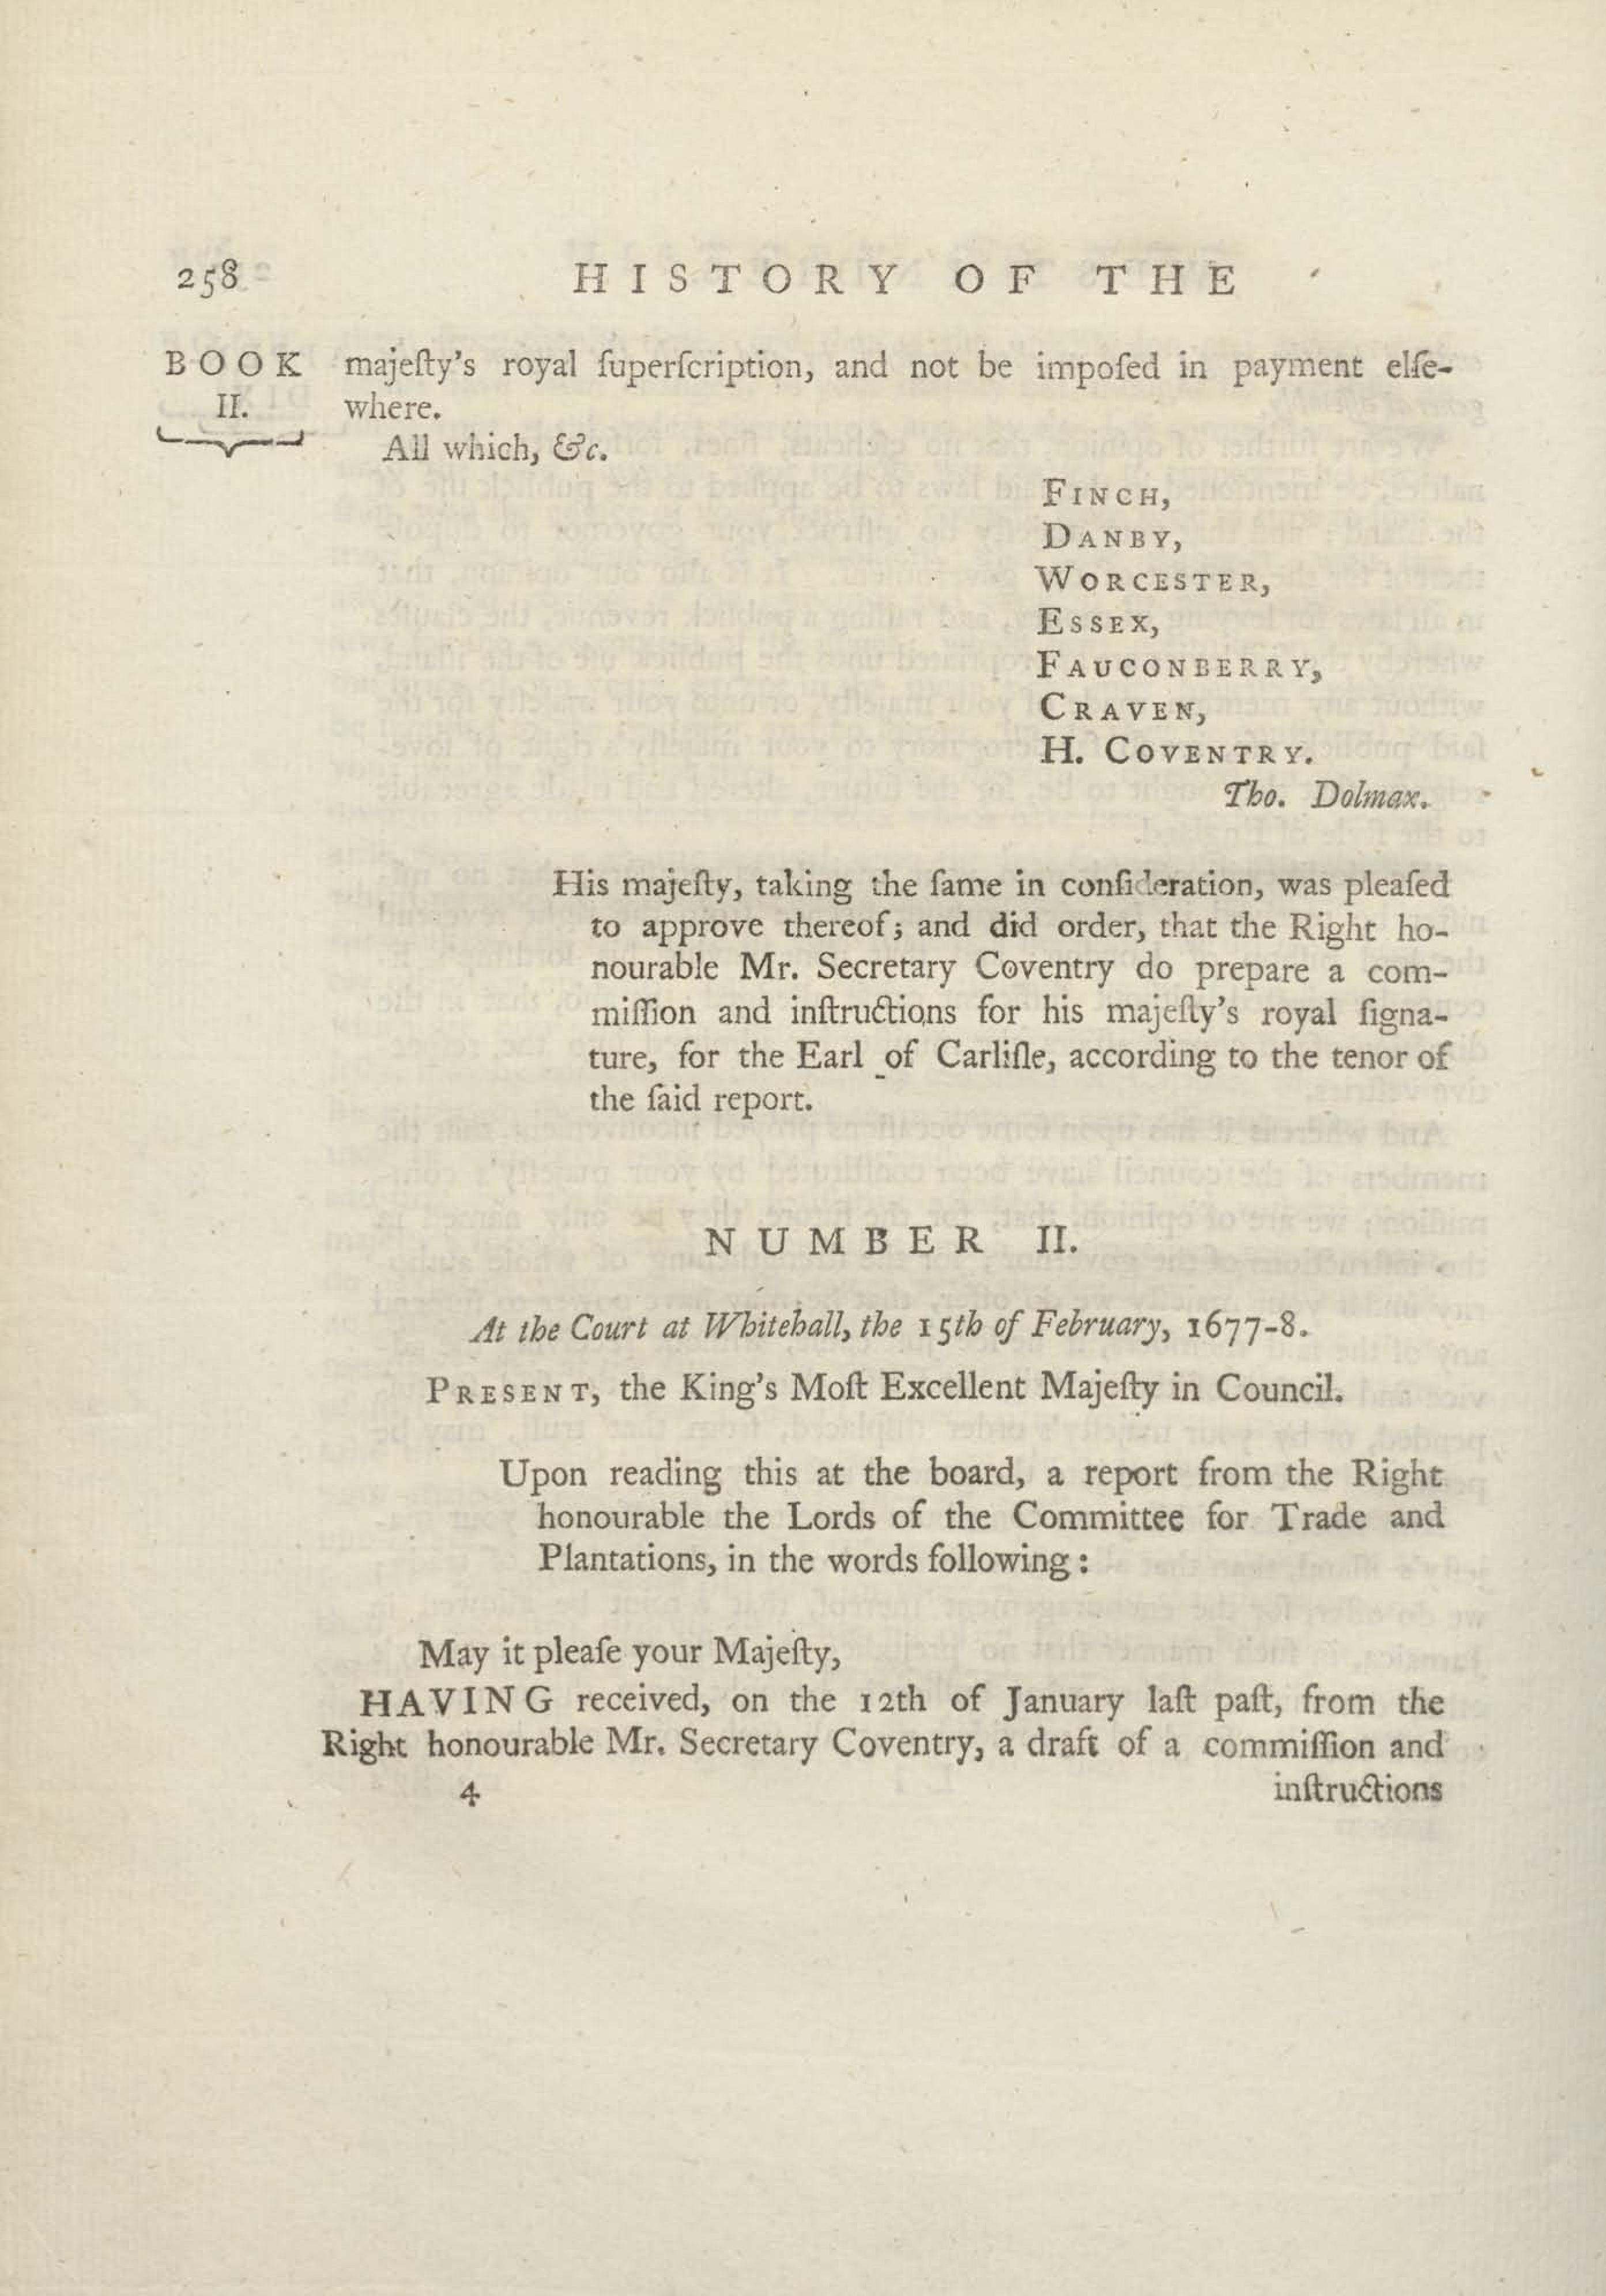 258
HISTORY OF THE
BOOK
II.
majeſty's royal ſuperſcription, and not be impoſed in payment elſe-
where.
All which, &c.
FINCH,
DANBY,
WORCESTER,
ESSEX,
FAUCONBERRY,
CRAVEN,
H. COVENTRY.
Tho. Dolmax.
His majeſty, taking the ſame in conſideration, was pleaſed
to approve thereof; and did order, that the Right ho-
nourable Mr. Secretary Coventry do prepare a com-
miſſion and inſtructions for his majeſty's royal ſigna-
ture, for the Earl of Carliſle, according to the tenor of
the ſaid report.
NUMBER II.
At the Court at Whitehall, the 15th of February, 1677-8.
PRESENT, the King's Moſt Excellent Majeſty in Council.
Upon reading this at the board, a report from the Right
honourable the Lords of the Committee for Trade and
Plantations, in the words following:
May it pleaſe your Majeſty,
HAVING received, on the 12th of January laſt paſt, from the
Right honourable Mr. Secretary Coventry, a draft of a commiſſion and
4
inſtructions